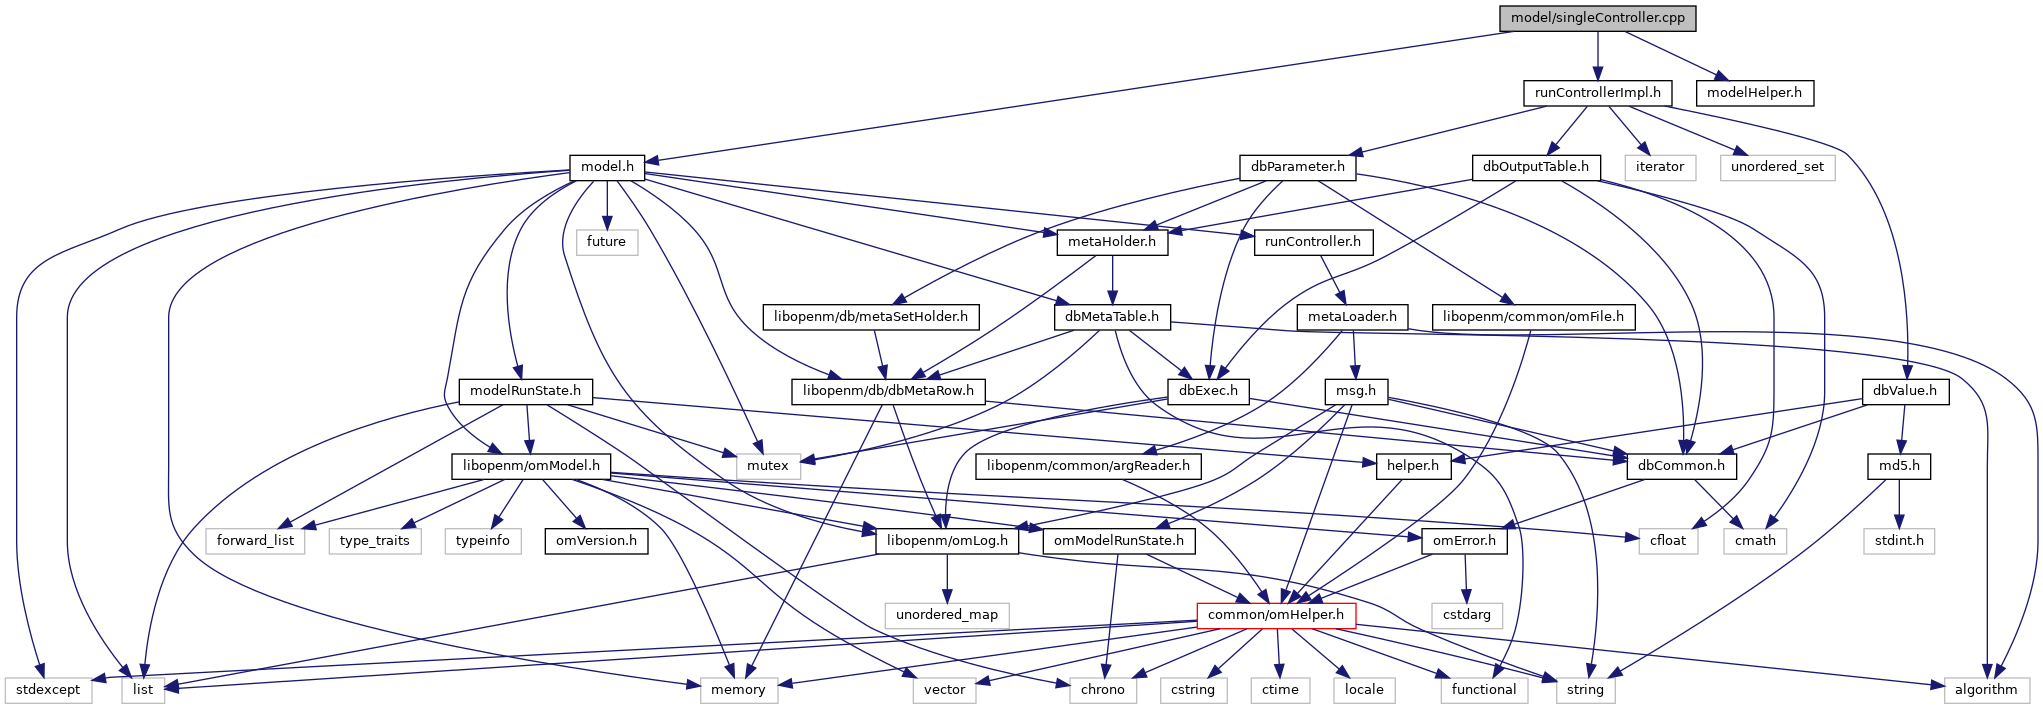 model/singleController.cpp
runControllerImpl.h
modelHelper.h
model.h
dbParameter.h
dbOutputTable.h
iterator
unordered_set
future
metaHolder.h
runController.h
libopenm/db/metaSetHolder.h
dbMetaTable.h
metaLoader.h
libopenm/common/omFile.h
modelRunState.h
libopenm/db/dbMetaRow.h
dbExec.h
msg.h
dbValue.h
libopenm/omModel.h
mutex
libopenm/common/argReader.h
helper.h
dbCommon.h
md5.h
forward_list
type_traits
typeinfo
omVersion.h
libopenm/omLog.h
omModelRunState.h
omError.h
cfloat
cmath
stdint.h
unordered_map
common/omHelper.h
cstdarg
stdexcept
list
memory
vector
chrono
cstring
ctime
locale
functional
string
algorithm